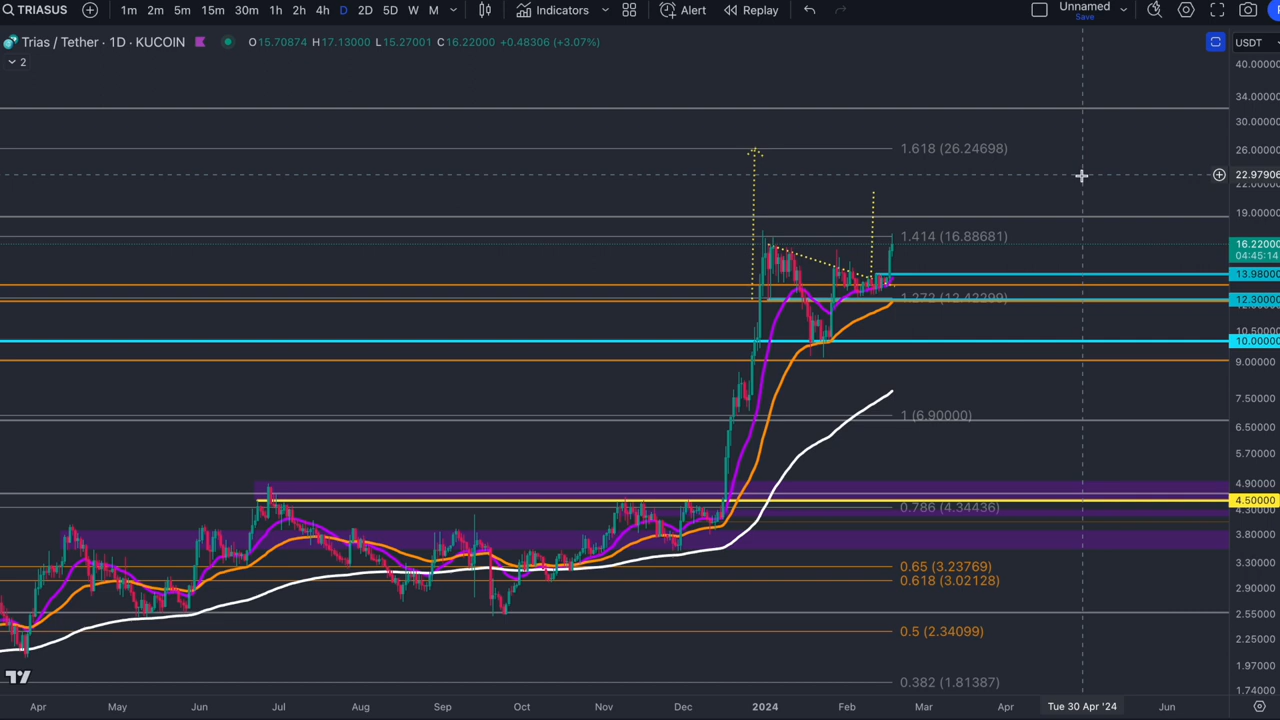 TRIASUS 1m 2m 5m 15m 30m 1h 2h 4h D 2D 5D W M Indicators Alert Replay Unnamed
Save
Trias / Tether · 1D · KUCOIN O15.70874 H17.13000 L15.27001 C16.22000 +0.48306 (+3.07%) USDT
2
40.00000
34.00000
30.00000
1.618 (26.24698) 26.00000
22.97906
22.00000
19.00000
1.414 (16.88681)
16.22000
04:45:14
13.98000
1.272 (12.42299) 12.30000
10.50000
10.00000
9.00000
7.50000
1 (6.90000)
6.50000
5.70000
4.90000
4.50000
0.786 (4.34436) 4.30000
3.80000
0.65 (3.23769) 3.30000
0.618 (3.02128)
2.90000
2.55000
0.5 (2.34099) 2.25000
1.97000
0.382 (1.81387) 1.74000
Apr May Jun Jul Aug Sep Oct Nov Dec 2024 Feb Mar Apr Tue 30 Apr '24 Jun